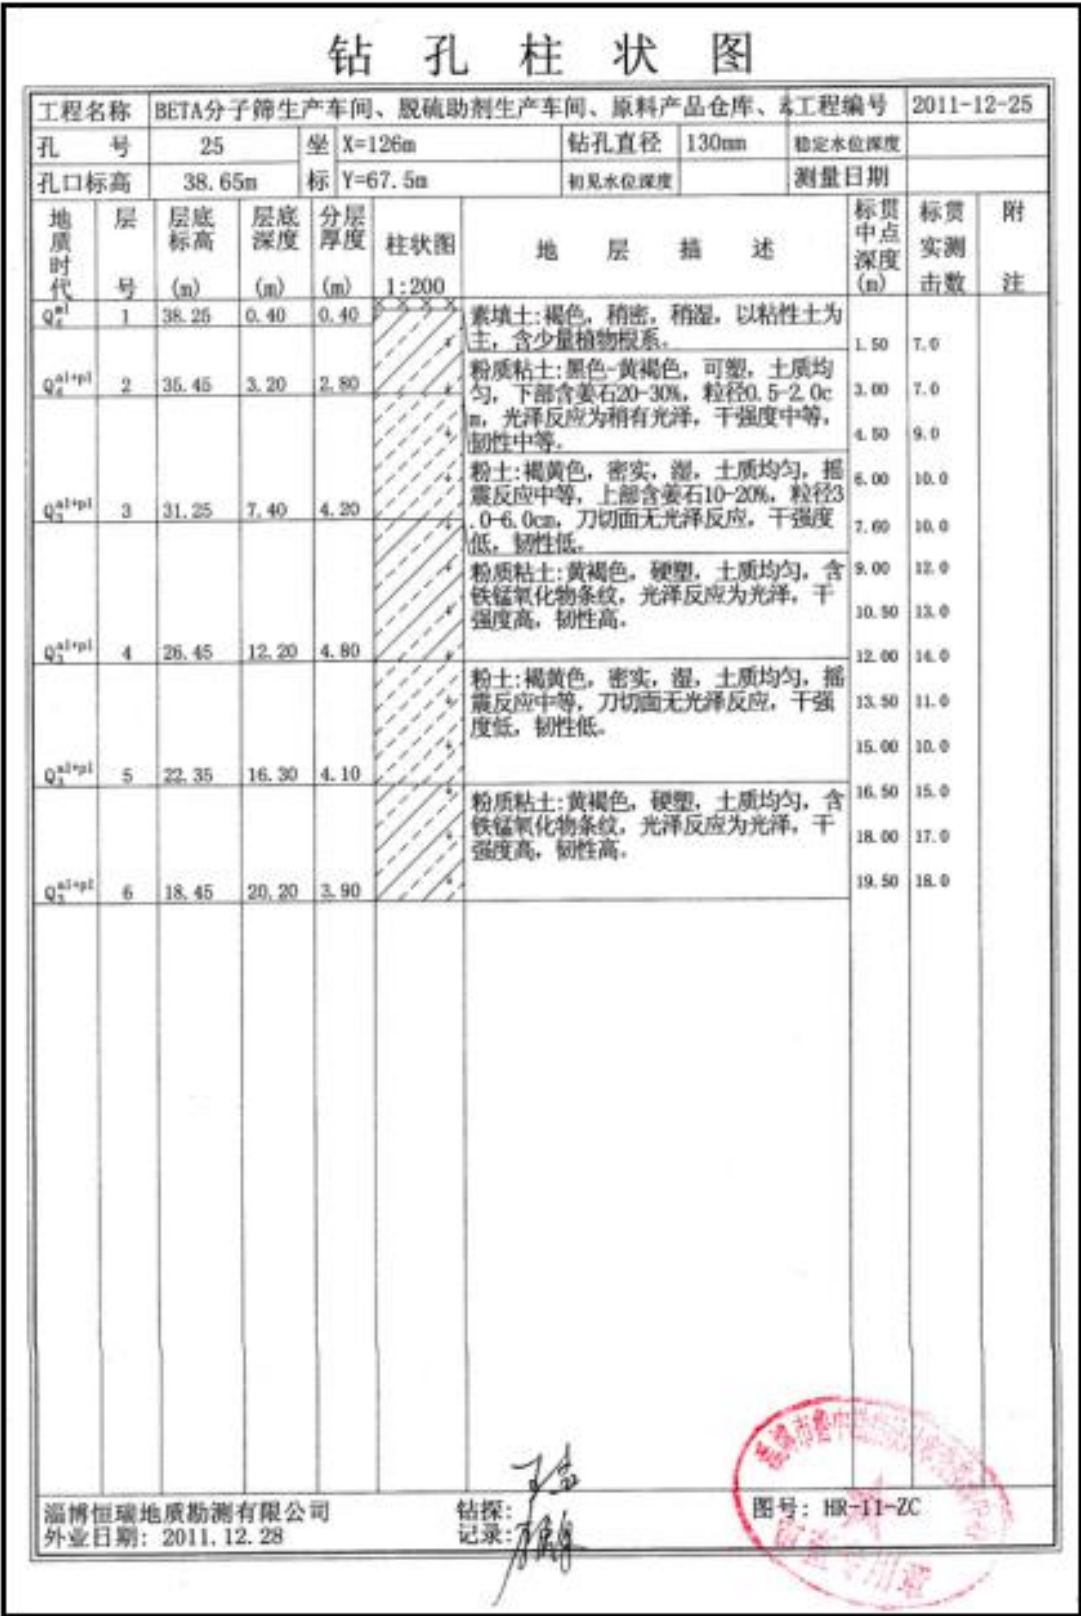 钻孔柱状图
工程名称 BETA分子筛生产车间、脱硫助剂生产车间、原料产品仓库、 工程编号 2011-12-25
孔号 25 坐标 X=126m 钻孔直径 130mm 稳定水位深度
孔口标高 38.65m Y=67.5m 初见水位深度 测量日期
地质时代 层号 层底标高(m) 层底深度(m) 分层厚度(m) 柱状图 1:200 地层描述 标贯中点深度(m) 标贯实测击数 附注
1 38.25 0.40 0.40
素填土:褐色，稍密，稍湿，以粘性土为
主，含少量植物根系。
Q al+pl 2 35.45 3.20 2.80
粉质粘土:黑色-黄褐色，可塑，土质均
匀，下部含姜石20-30%，粒径0.5-2.0c
m，光泽反应为稍有光泽，干强度中等，
韧性中等。
Q3 al+pl 3 31.25 7.40 4.20
粉土:褐黄色，密实，湿，土质均匀，摇
震反应中等，上部含姜石10-20%，粒径3
.0-6.0cm，刀切面无光泽反应，干强度
低，韧性低。
Q3 al+pl 4 26.45 12.20 4.80
粉质粘土:黄褐色，硬塑，土质均匀，含
铁锰氧化物条纹，光泽反应为光泽，干
强度高，韧性高。
Q3 al+pl 5 22.35 16.30 4.10
粉土:褐黄色，密实，湿，土质均匀，摇
震反应中等，刀切面无光泽反应，干强
度低，韧性低。
Q3 al+pl 6 18.45 20.20 3.90
粉质粘土:黄褐色，硬塑，土质均匀，含
铁锰氧化物条纹，光泽反应为光泽，干
强度高，韧性高。
1.50 7.0
3.00 7.0
4.50 9.0
6.00 10.0
7.60 10.0
9.00 12.0
10.50 13.0
12.00 14.0
13.50 11.0
15.00 10.0
16.50 15.0
18.00 17.0
19.50 18.0
淄博恒瑞地质勘测有限公司 钻探: 图号: HR-11-ZC
外业日期: 2011.12.28 记录: